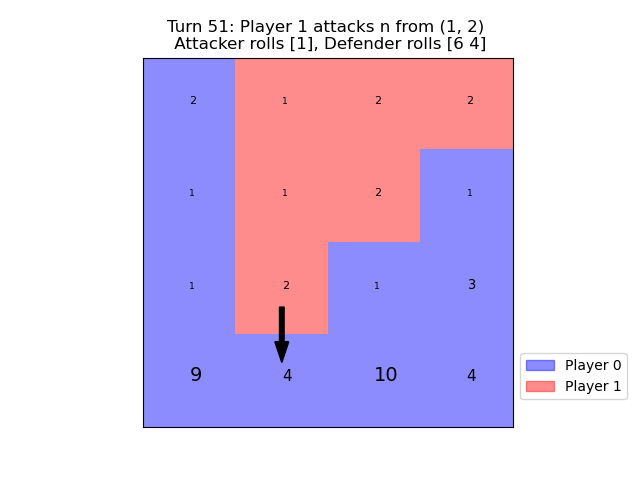 Turn 51: Player 1 attacks n from (1, 2)
Attacker rolls [1], Defender rolls [6 4]
2 1 2 2
1 1 2 1
1 2 1 3
9 4 10 4
Player 0
Player 1